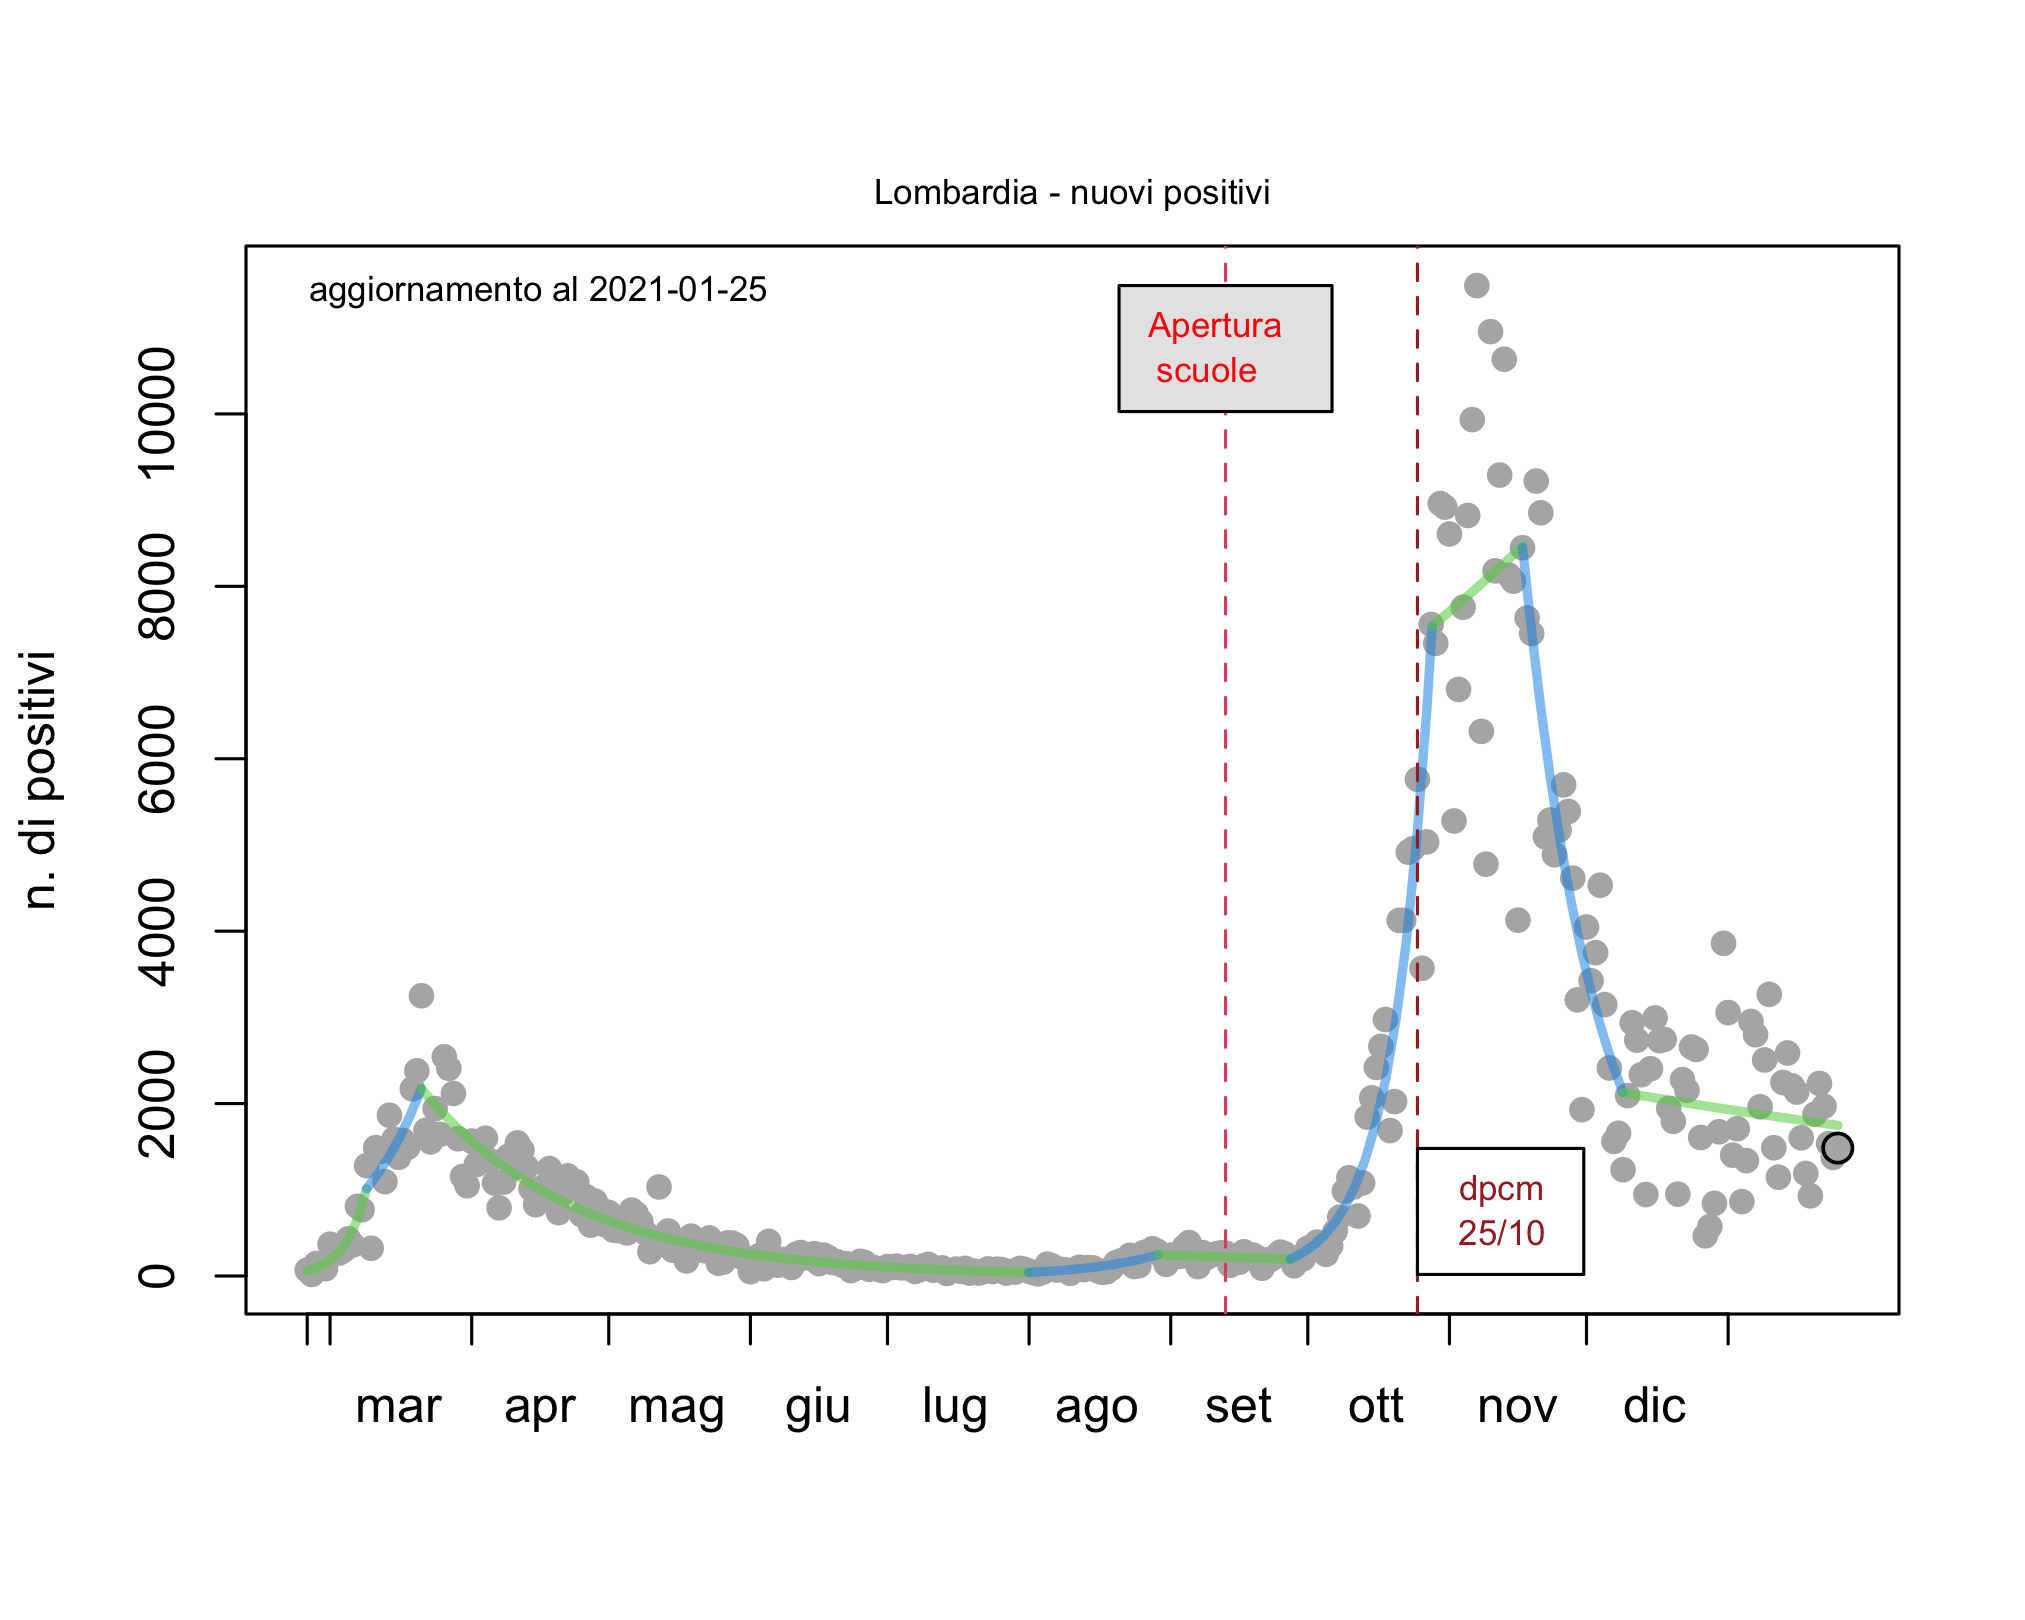 Lombardia - nuovi positivi
aggiornamento al 2021-01-25
Apertura
scuole
n. di positivi
10000
8000
6000
4000
2000
0
dpcm
25/10
mar apr mag giu lug ago set ott nov dic